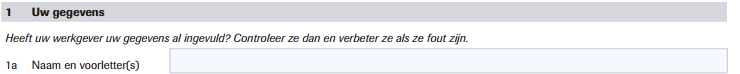 1 Uw gegevens
Heeft uw werkgever uw gegevens al ingevuld? Controleer ze dan en verbeter ze als ze fout zijn.
1a Naam en voorletter(s)